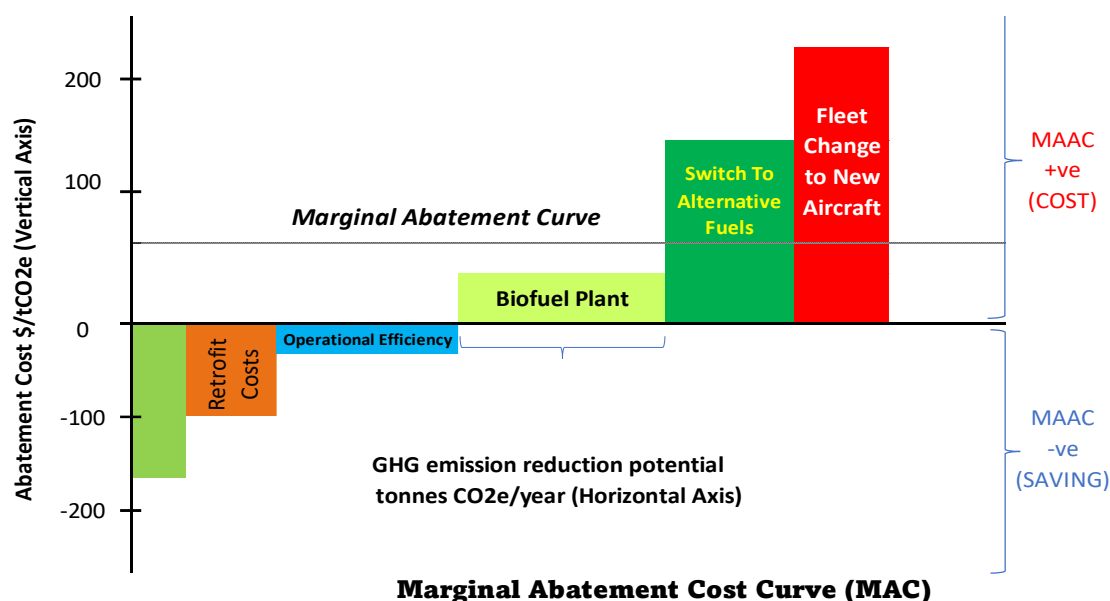 Abatement Cost $/tCO2e (Vertical Axis)
200
100
0
-100
-200
Marginal Abatement Curve
Retrofit
Costs
Operational Efficiency
Biofuel Plant
Switch To
Alternative
Fuels
Fleet
Change
to New
Aircraft
MAAC
+ve
(COST)
MAAC
-ve
(SAVING)
GHG emission reduction potential
tonnes CO2e/year (Horizontal Axis)
Marginal Abatement Cost Curve (MAC)